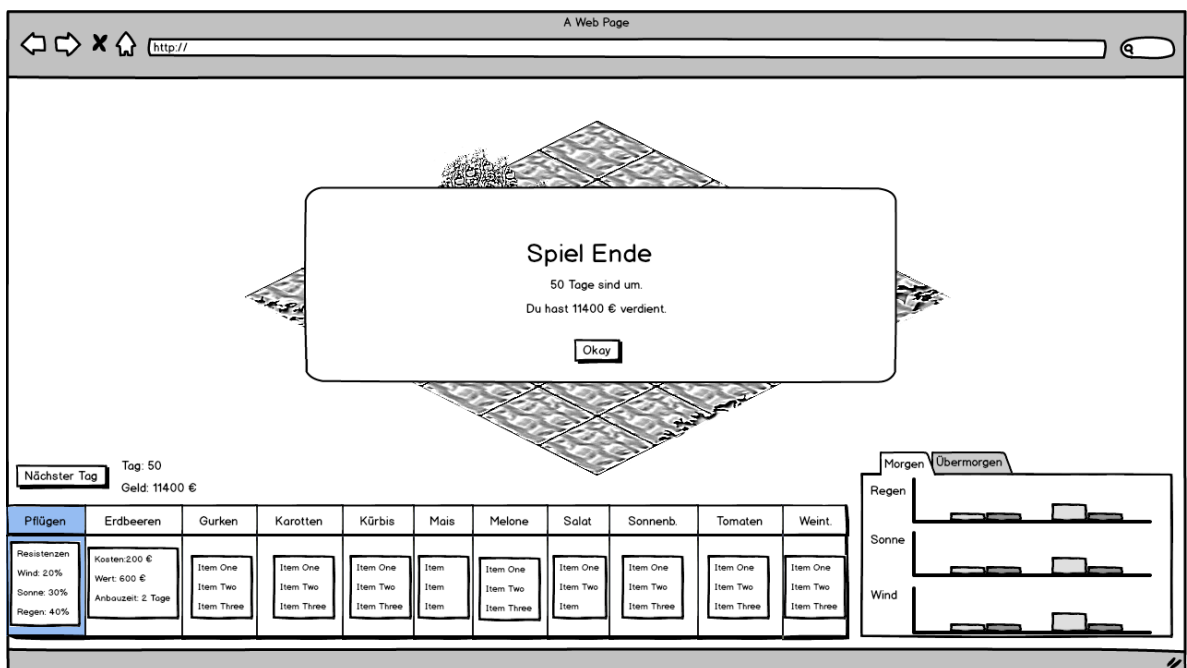 A Web Page
http://
Spiel Ende
50 Tage sind um.
Du hast 11400 € verdient.
Okay
Nächster Tag
Tag: 50
Geld: 11400 €
Morgen
Übermorgen
Regen
Sonne
Wind
Pflügen
Erdbeeren
Gurken
Karotten
Kürbis
Mais
Melone
Salat
Sonnenb.
Tomaten
Weint.
Resistenzen
Wind: 20%
Sonne: 30%
Regen: 40%
Kosten:200 €
Wert: 600 €
Anbauzeit: 2 Tage
Item One
Item Two
Item Three
Item One
Item Two
Item Three
Item One
Item Two
Item Three
Item
Item
Item
Item One
Item Two
Item Three
Item One
Item Two
Item
Item One
Item Two
Item Three
Item One
Item Two
Item Three
Item One
Item Two
Item Three